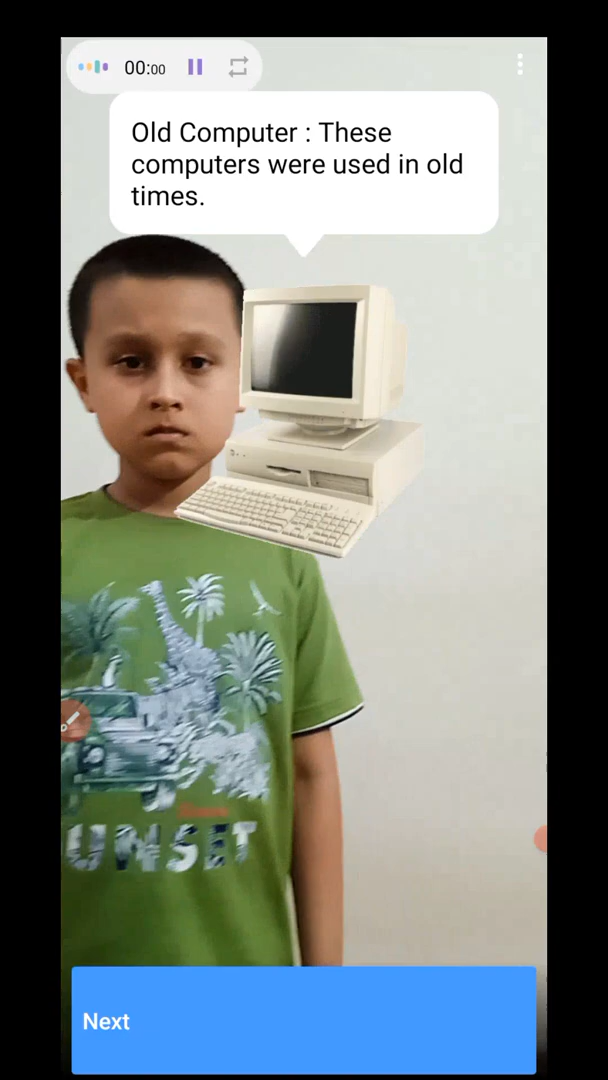 00:00
Old Computer : These
computers were used in old
times.
UNSET
Next